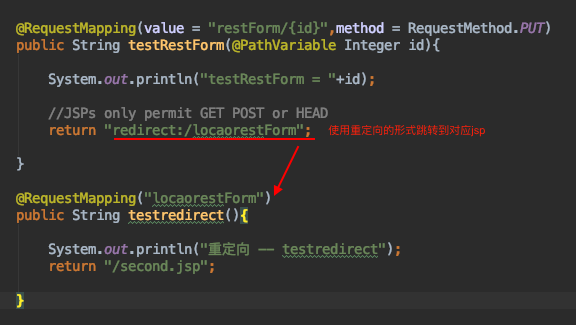 @RequestMapping(value = "restForm/{id}",method = RequestMethod.PUT)
public String testRestForm(@PathVariable Integer id){
System.out.println("testRestForm = "+id);
//JSPs only permit GET POST or HEAD
return "redirect:/locaorestForm"; 使用重定向的形式跳转到对应jsp
}
@RequestMapping("locaorestForm")
public String testredirect(){
System.out.println("重定向 -- testredirect");
return "/second.jsp";
}